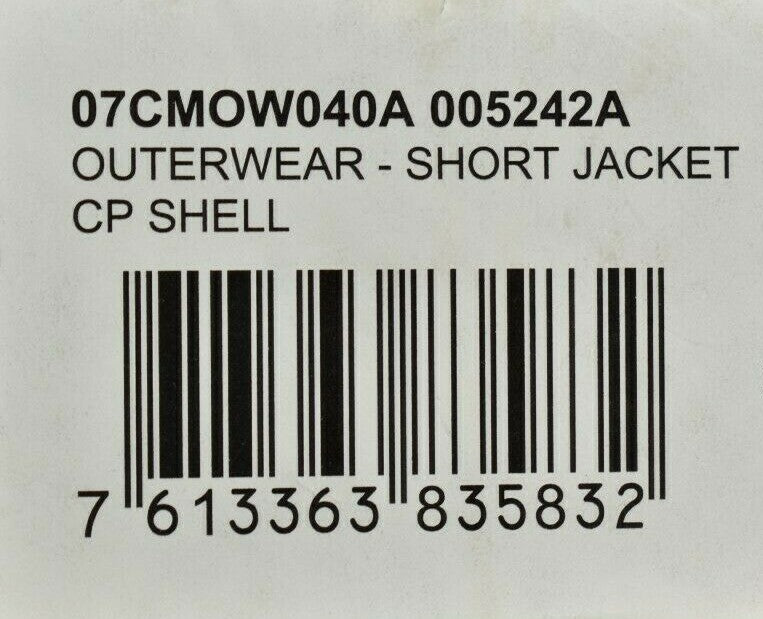 07CMOW040A 005242A
OUTERWEAR - SHORT JACKET
CP SHELL
7 613363 835832